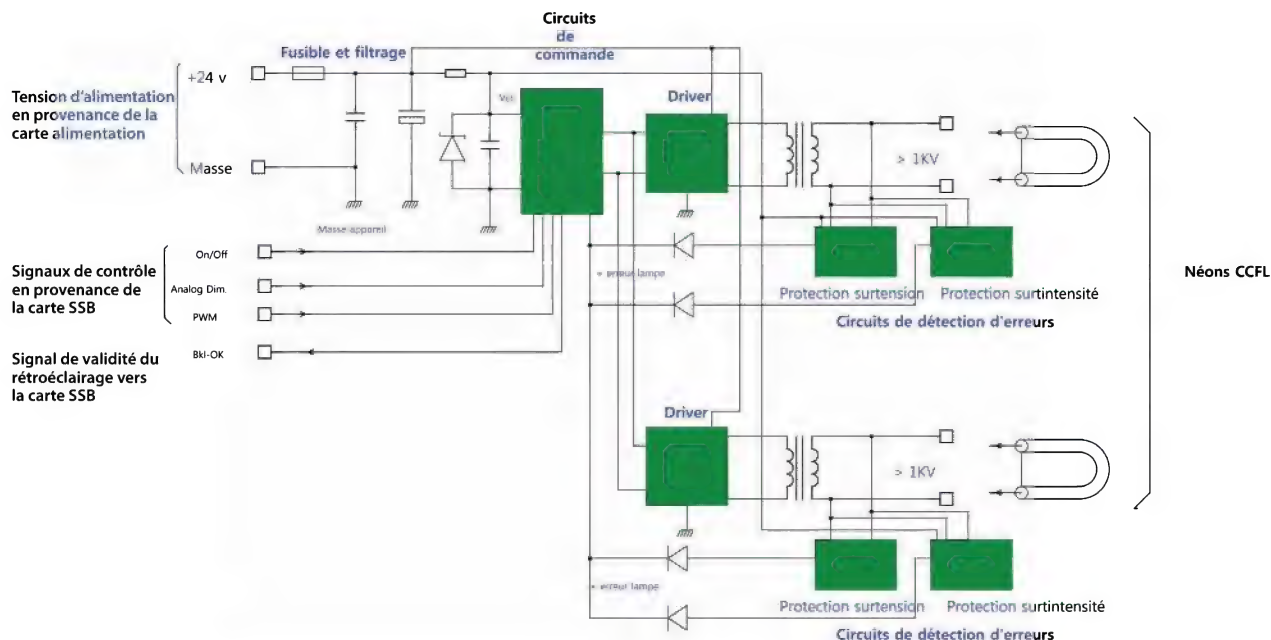 Circuits
de
commande
Fusible et filtrage
+24 v
Tension d'alimentation
en provenance de la
carte alimentation
Masse
Driver
> 1KV
Masse appareil
On/Off
Signaux de contrôle
en provenance de
la carte SSB
Analog Dim.
PWM
Signal de validité du
rétroéclairage vers
la carte SSB
Bkl-OK
+ erreur lampe
Protection surtension
Protection surtintensité
Circuits de détection d'erreurs
Néons CCFL
Driver
> 1KV
+ erreur lampe
Protection surtension
Protection surtintensité
Circuits de détection d'erreurs